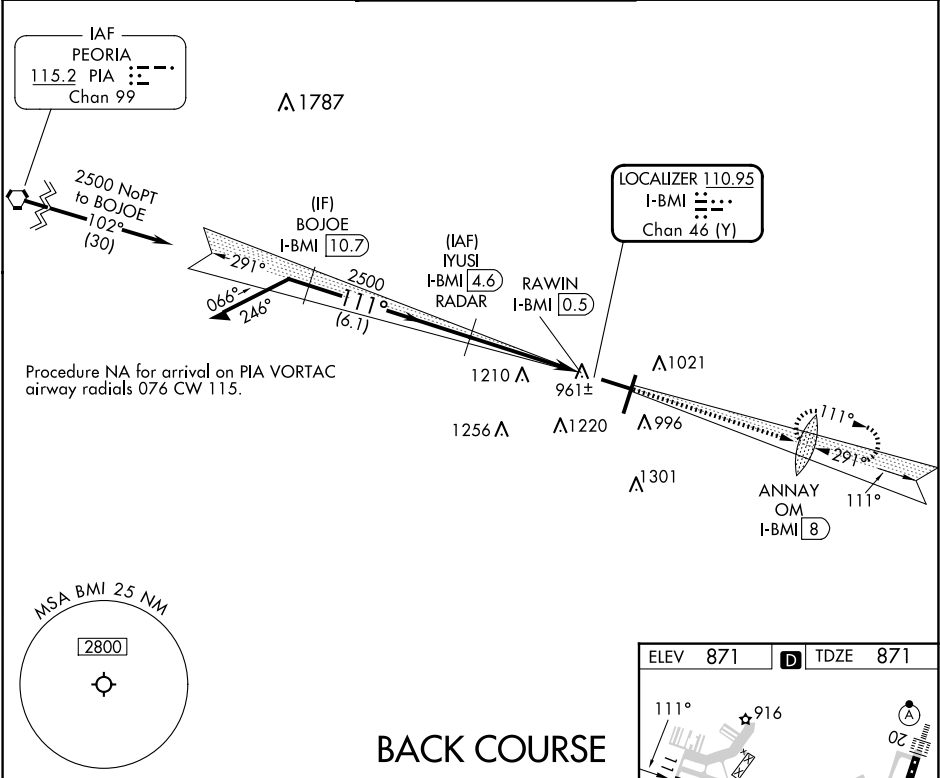 IAF
PEORIA
115.2 PIA
Chan 99
1787
2500 NoPT
to BOJOE
102°
(30)
(IF)
BOJOE
I-BMI 10.7
LOCALIZER 110.95
I-BMI
Chan 46 (Y)
(IAF)
IYUSI
I-BMI 4.6
RADAR
RAWIN
I-BMI 0.5
291°
2500
111°
(6.1)
066°
246°
Procedure NA for arrival on PIA VORTAC
airway radials 076 CW 115.
1210
961±
1021
1256
1220
996
1301
111°
291°
111°
ANNAY
OM
I-BMI 8
MSA BMI 25 NM
2800
BACK COURSE
ELEV 871 D TDZE 871
111°
916
A
20
11